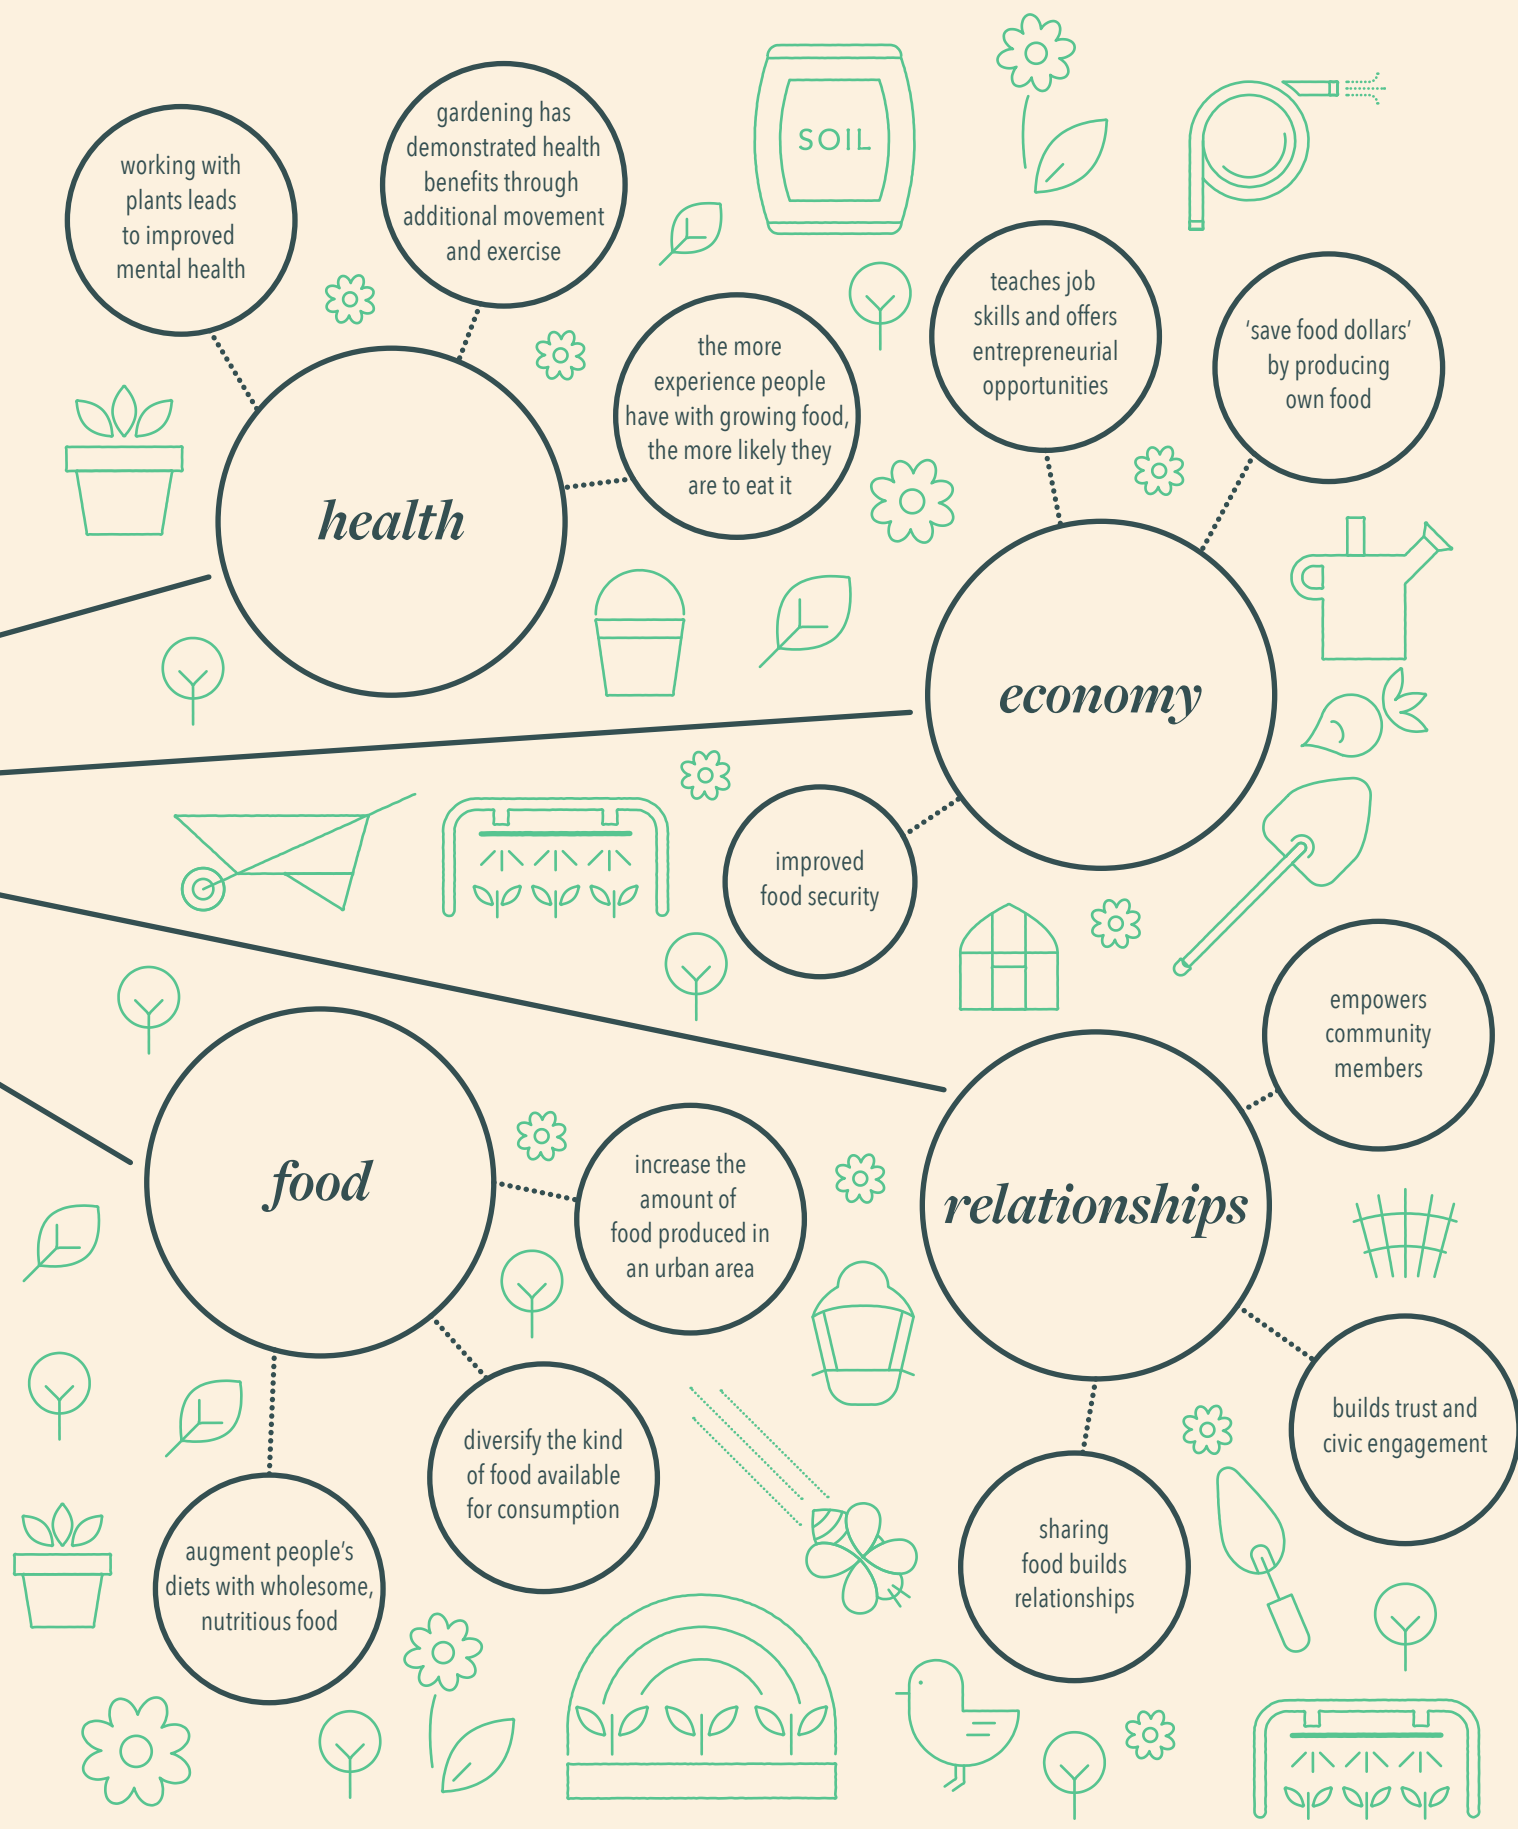 working with
plants leads
to improved
mental health
gardening has
demonstrated health
benefits through
additional movement
and exercise
SOIL
the more
experience people
have with growing food,
the more likely they
are to eat it
teaches job
skills and offers
entrepreneurial
opportunities
‘save food dollars’
by producing
own food
health
economy
improved
food security
empowers
community
members
food
increase the
amount of
food produced in
an urban area
relationships
diversify the kind
of food available
for consumption
builds trust and
civic engagement
augment people’s
diets with wholesome,
nutritious food
sharing
food builds
relationships